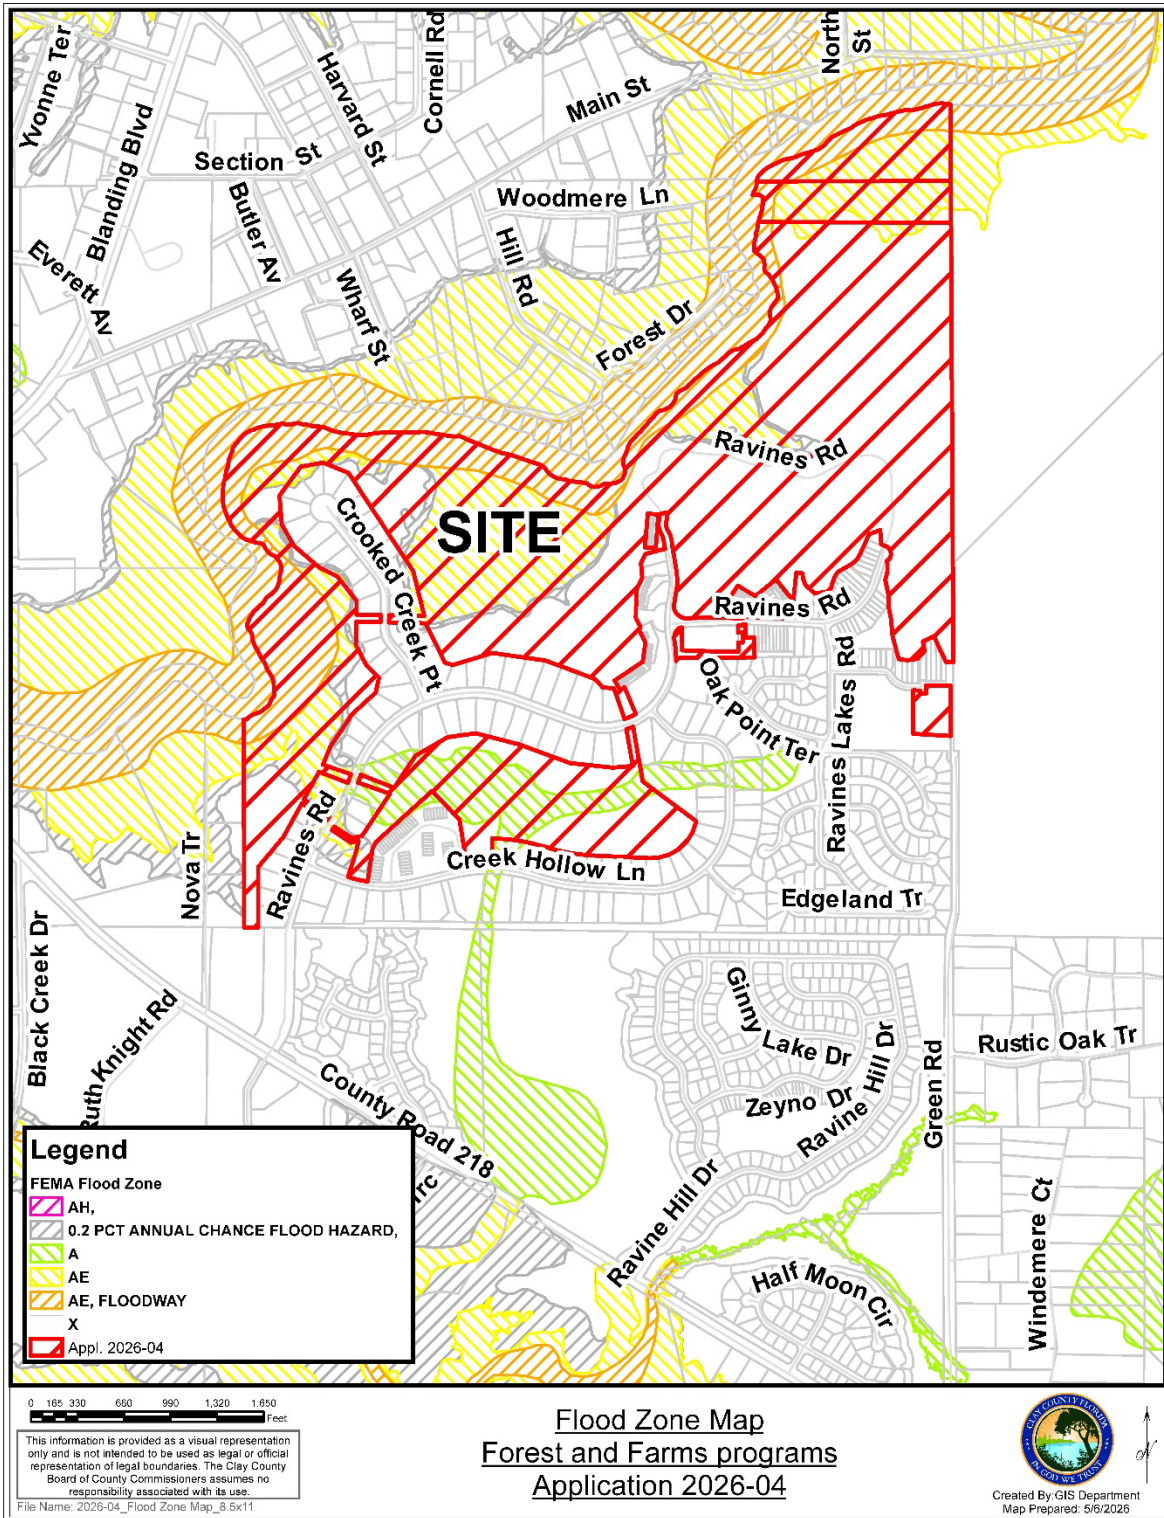 Yvonne Ter
Blanding Blvd
Harvard St
Cornell Rd
Main St
North St
Section St
Butler Av
Woodmere Ln
Hill Rd
Everett Av
Wharf St
Forest Dr
Ravines Rd
SITE
Crooked Creek Pt
Ravines Rd
Oak Point Ter
Ravines Lakes Rd
Ravines Rd
Nova Tr
Creek Hollow Ln
Edgeland Tr
Black Creek Dr
Ruth Knight Rd
Ginny Lake Dr
Zeyno Dr
Ravine Hill Dr
Green Rd
Rustic Oak Tr
County Road 218
irc
Ravine Hill Dr
Half Moon Cir
Windemere Ct
Legend
FEMA Flood Zone
AH,
0.2 PCT ANNUAL CHANCE FLOOD HAZARD,
A
AE
AE, FLOODWAY
X
Appl. 2026-04
0 165 330 660 990 1,320 1,650
Feet
This information is provided as a visual representation
only and is not intended to be used as legal or official
representation of legal boundaries. The Clay County
Board of County Commissioners assumes no
responsibility associated with its use.
File Name: 2026-04_Flood Zone Map_8.5x11
Flood Zone Map
Forest and Farms programs
Application 2026-04
CLAY COUNTY FLORIDA
IN GOD WE TRUST
N
Created By:GIS Department
Map Prepared: 5/6/2026